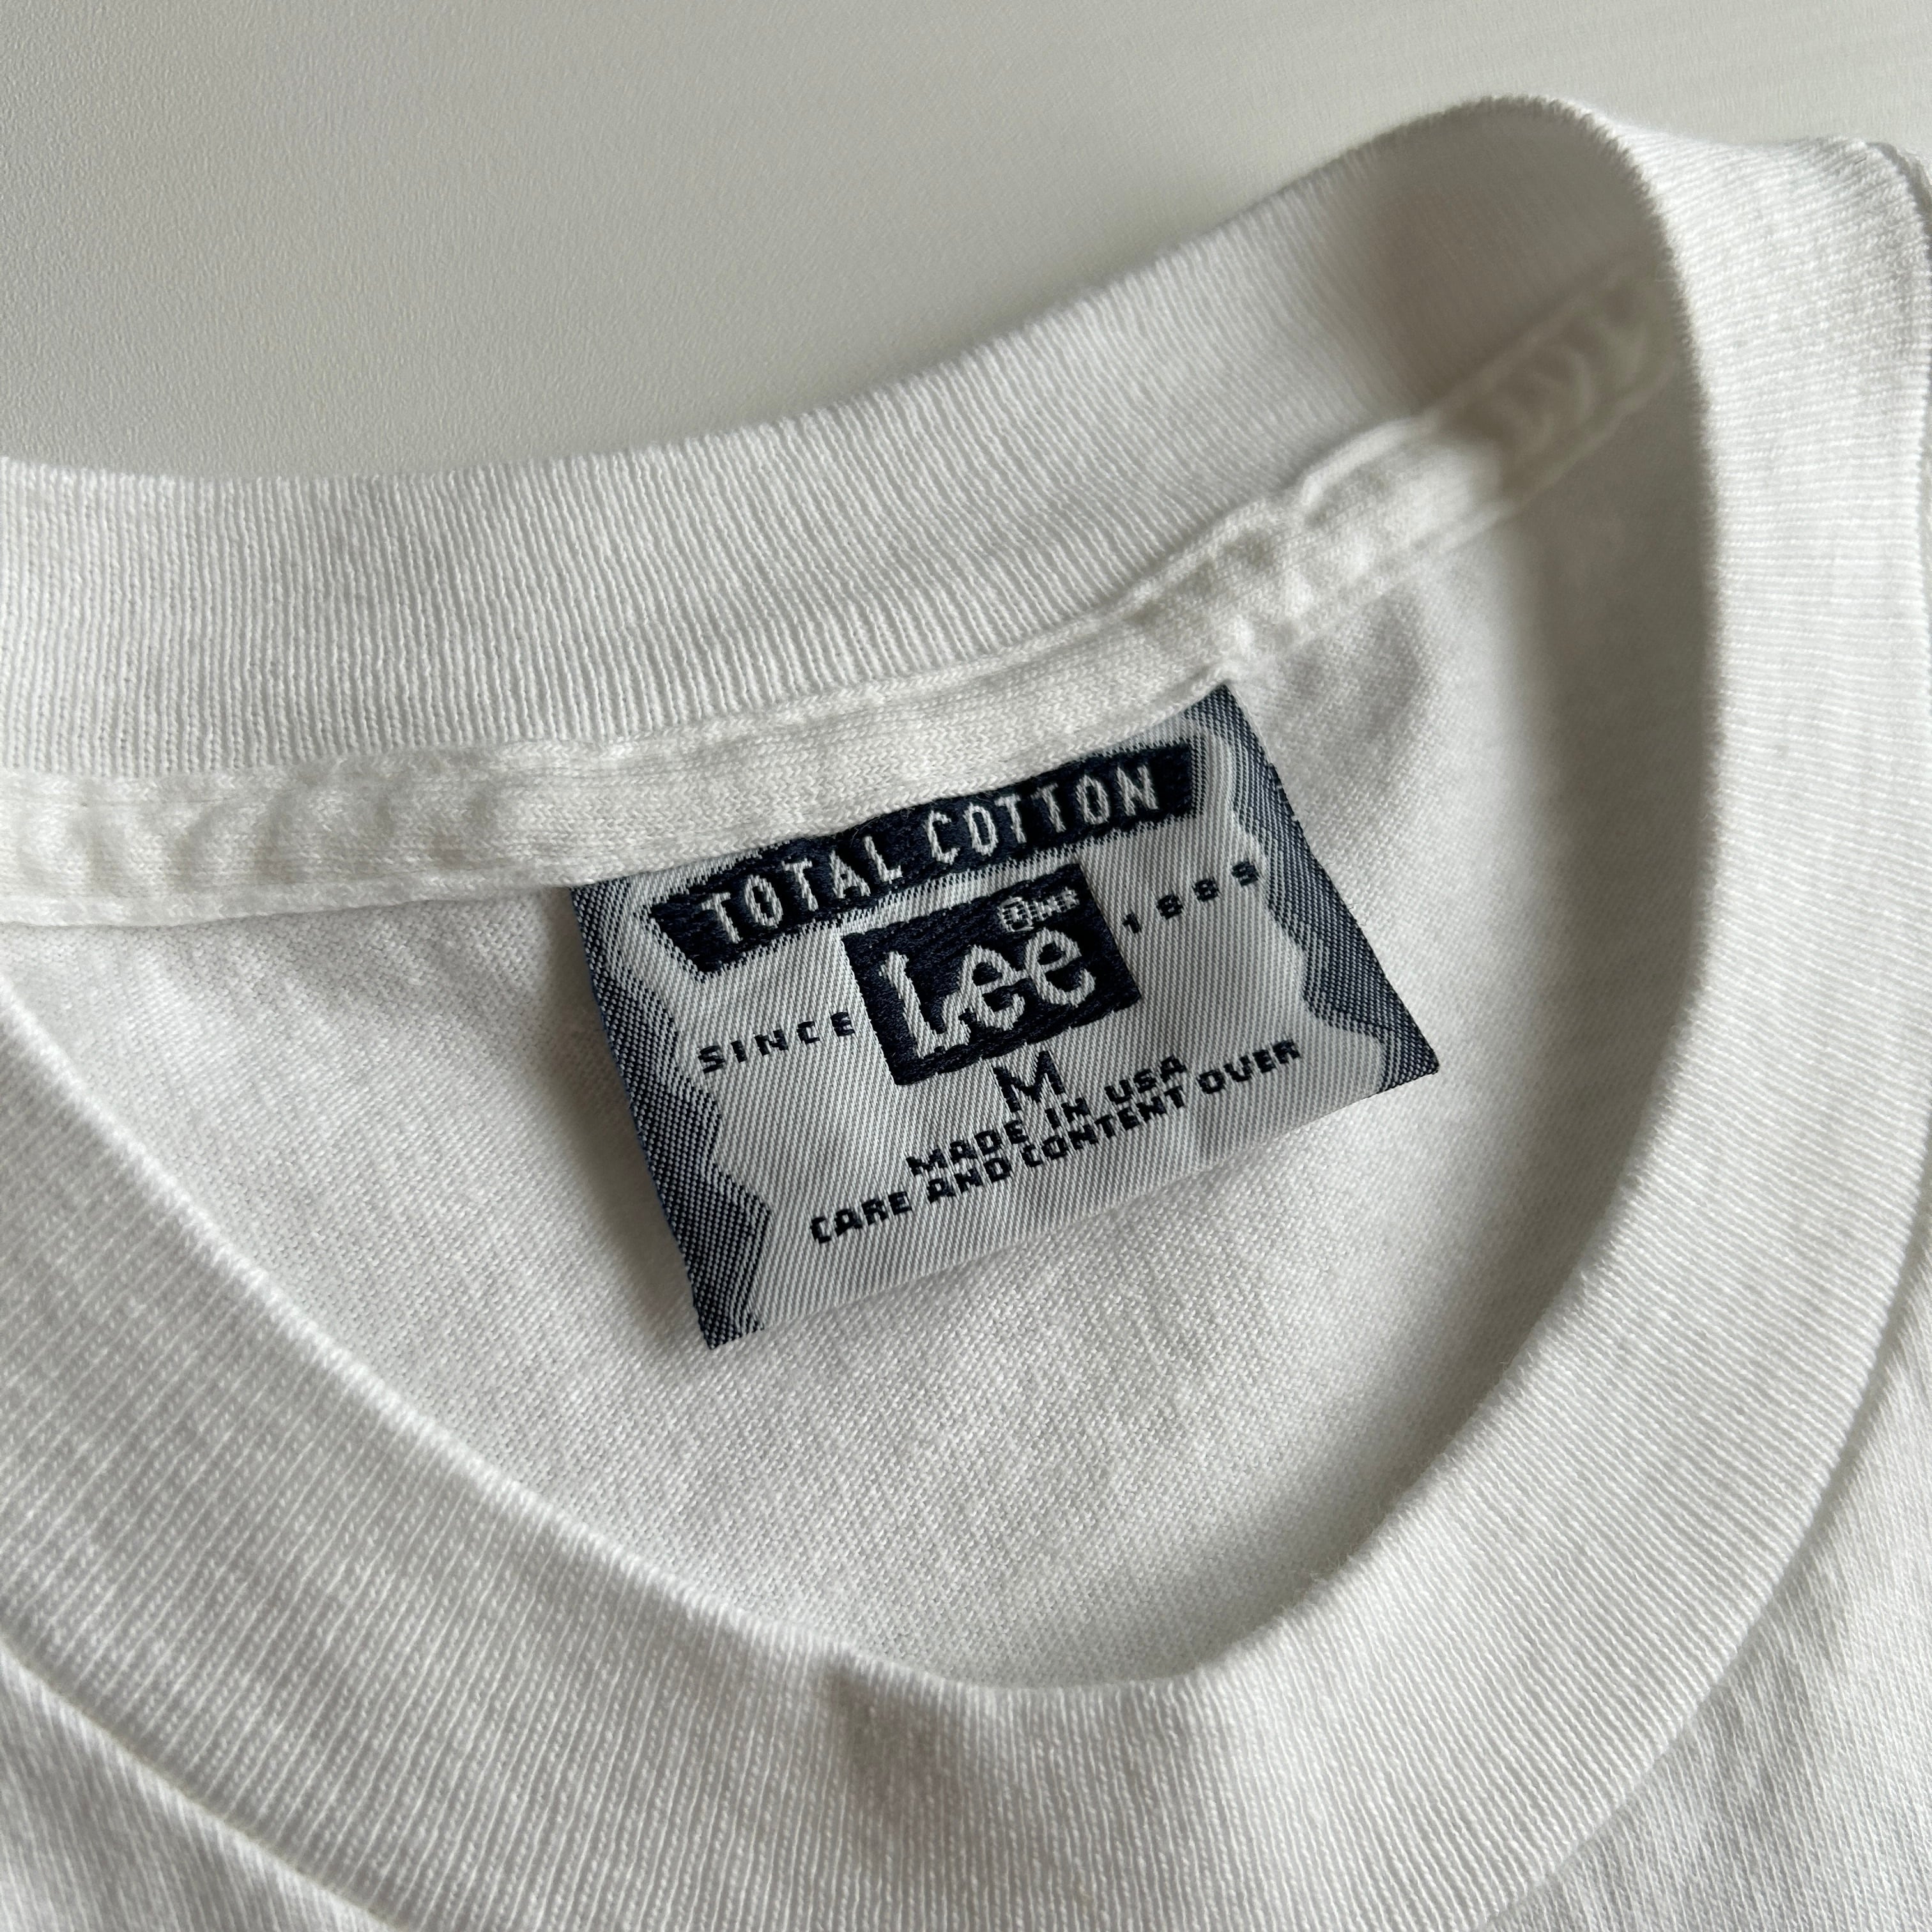 TOTAL COTTON
Lee
SINCE 1889
M
MADE IN USA
CARE AND CONTENT OVER